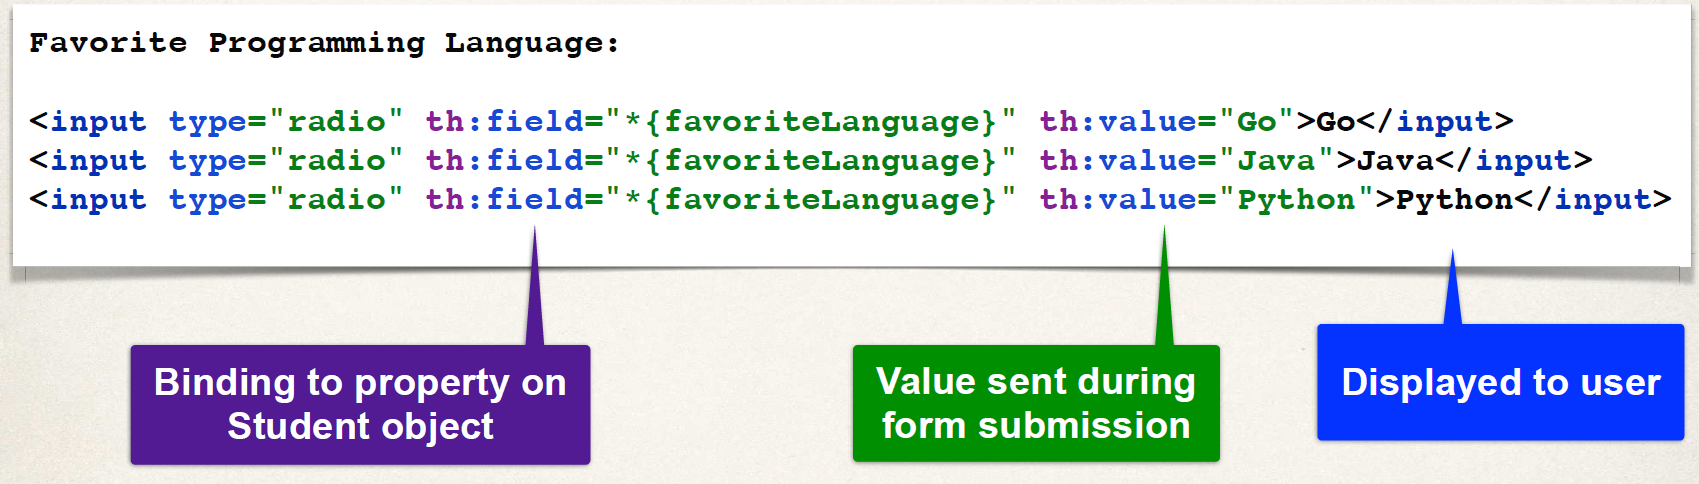 Favorite Programming Language:
<input type="radio" th:field="*{favoriteLanguage}" th:value="Go">Go</input>
<input type="radio" th:field="*{favoriteLanguage}" th:value="Java">Java</input>
<input type="radio" th:field="*{favoriteLanguage}" th:value="Python">Python</input>
Binding to property on
Student object
Value sent during
form submission
Displayed to user